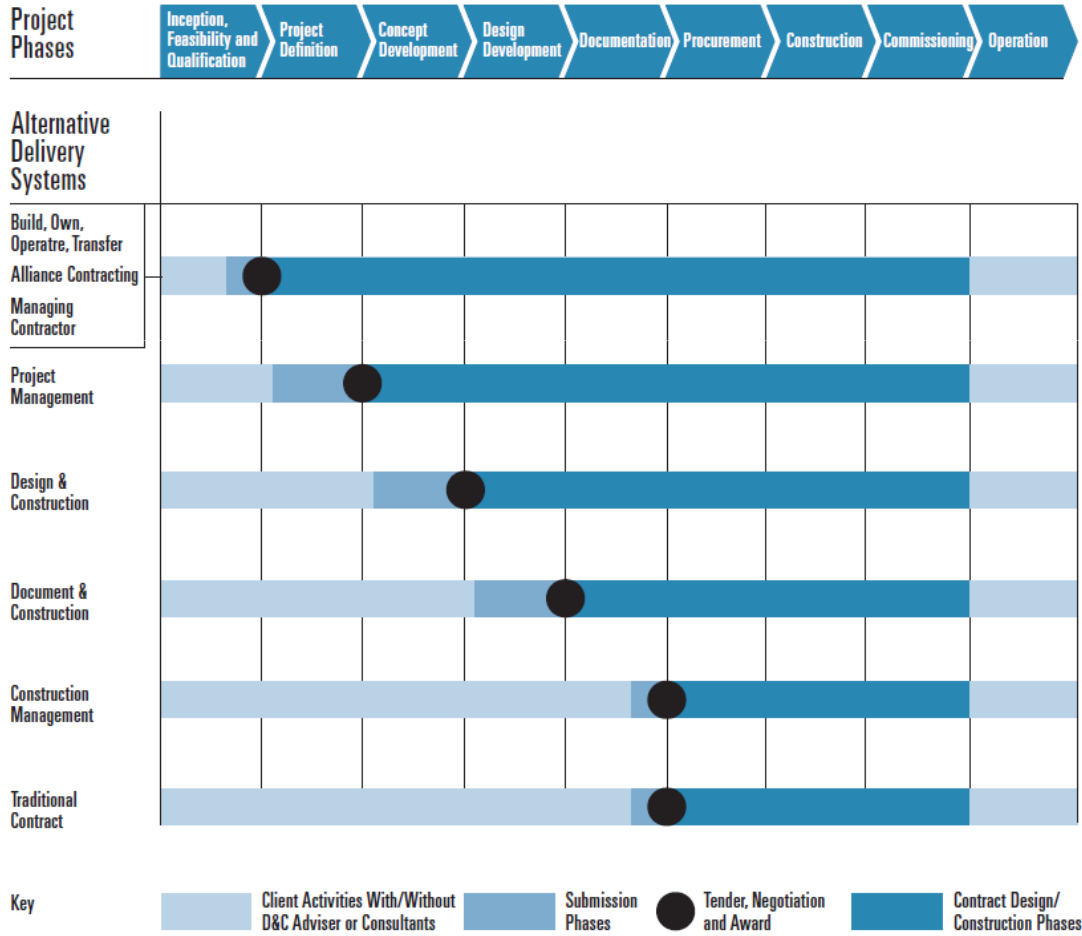 Project
Phases
Inception,
Feasibility and
Qualification
Project
Definition
Concept
Development
Design
Development
Documentation
Procurement
Construction
Commissioning
Operation
Alternative
Delivery
Systems
Build, Own,
Operatre, Transfer
Alliance Contracting
Managing
Contractor
Project
Management
Design &
Construction
Document &
Construction
Construction
Management
Traditional
Contract
Key
Client Activities With/Without
D&C Adviser or Consultants
Submission
Phases
Tender, Negotiation
and Award
Contract Design/
Construction Phases